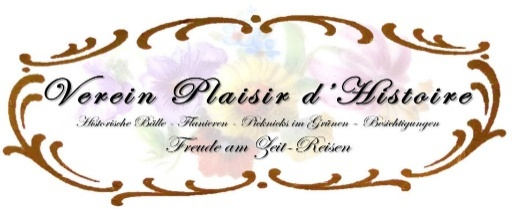 Verein Plaisir d'Histoire
Historische Bälle - Flanieren - Picknicks im Grünen - Besichtigungen
Freude am Zeit-Reisen